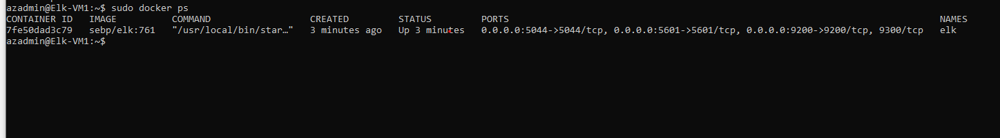 azadmin@Elk-VM1:~$ sudo docker ps
CONTAINER ID   IMAGE          COMMAND                  CREATED         STATUS         PORTS                                                                              NAMES
7fe50dad3c79   sebp/elk:761   "/usr/local/bin/star…"   3 minutes ago   Up 3 minutes   0.0.0.0:5044->5044/tcp, 0.0.0.0:5601->5601/tcp, 0.0.0.0:9200->9200/tcp, 9300/tcp   elk
azadmin@Elk-VM1:~$